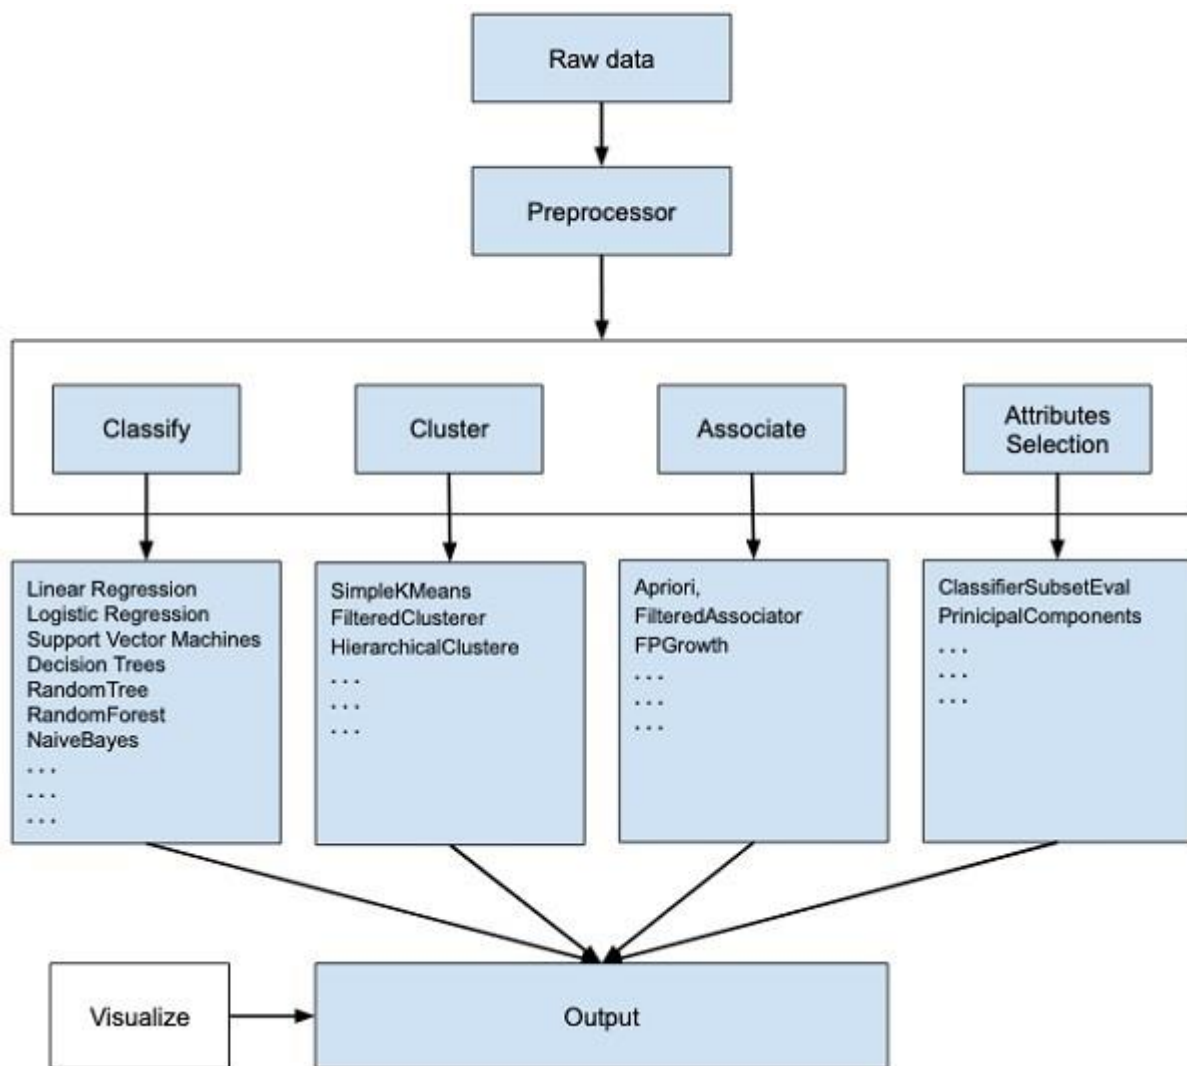 Raw data
Preprocessor
Classify
Cluster
Associate
Attributes
Selection
Linear Regression
Logistic Regression
Support Vector Machines
Decision Trees
RandomTree
RandomForest
NaiveBayes
. . .
. . .
. . .
SimpleKMeans
FilteredClusterer
HierarchicalClustere
. . .
. . .
. . .
Apriori,
FilteredAssociator
FPGrowth
. . .
. . .
. . .
ClassifierSubsetEval
PrinicipalComponents
. . .
. . .
. . .
Visualize
Output